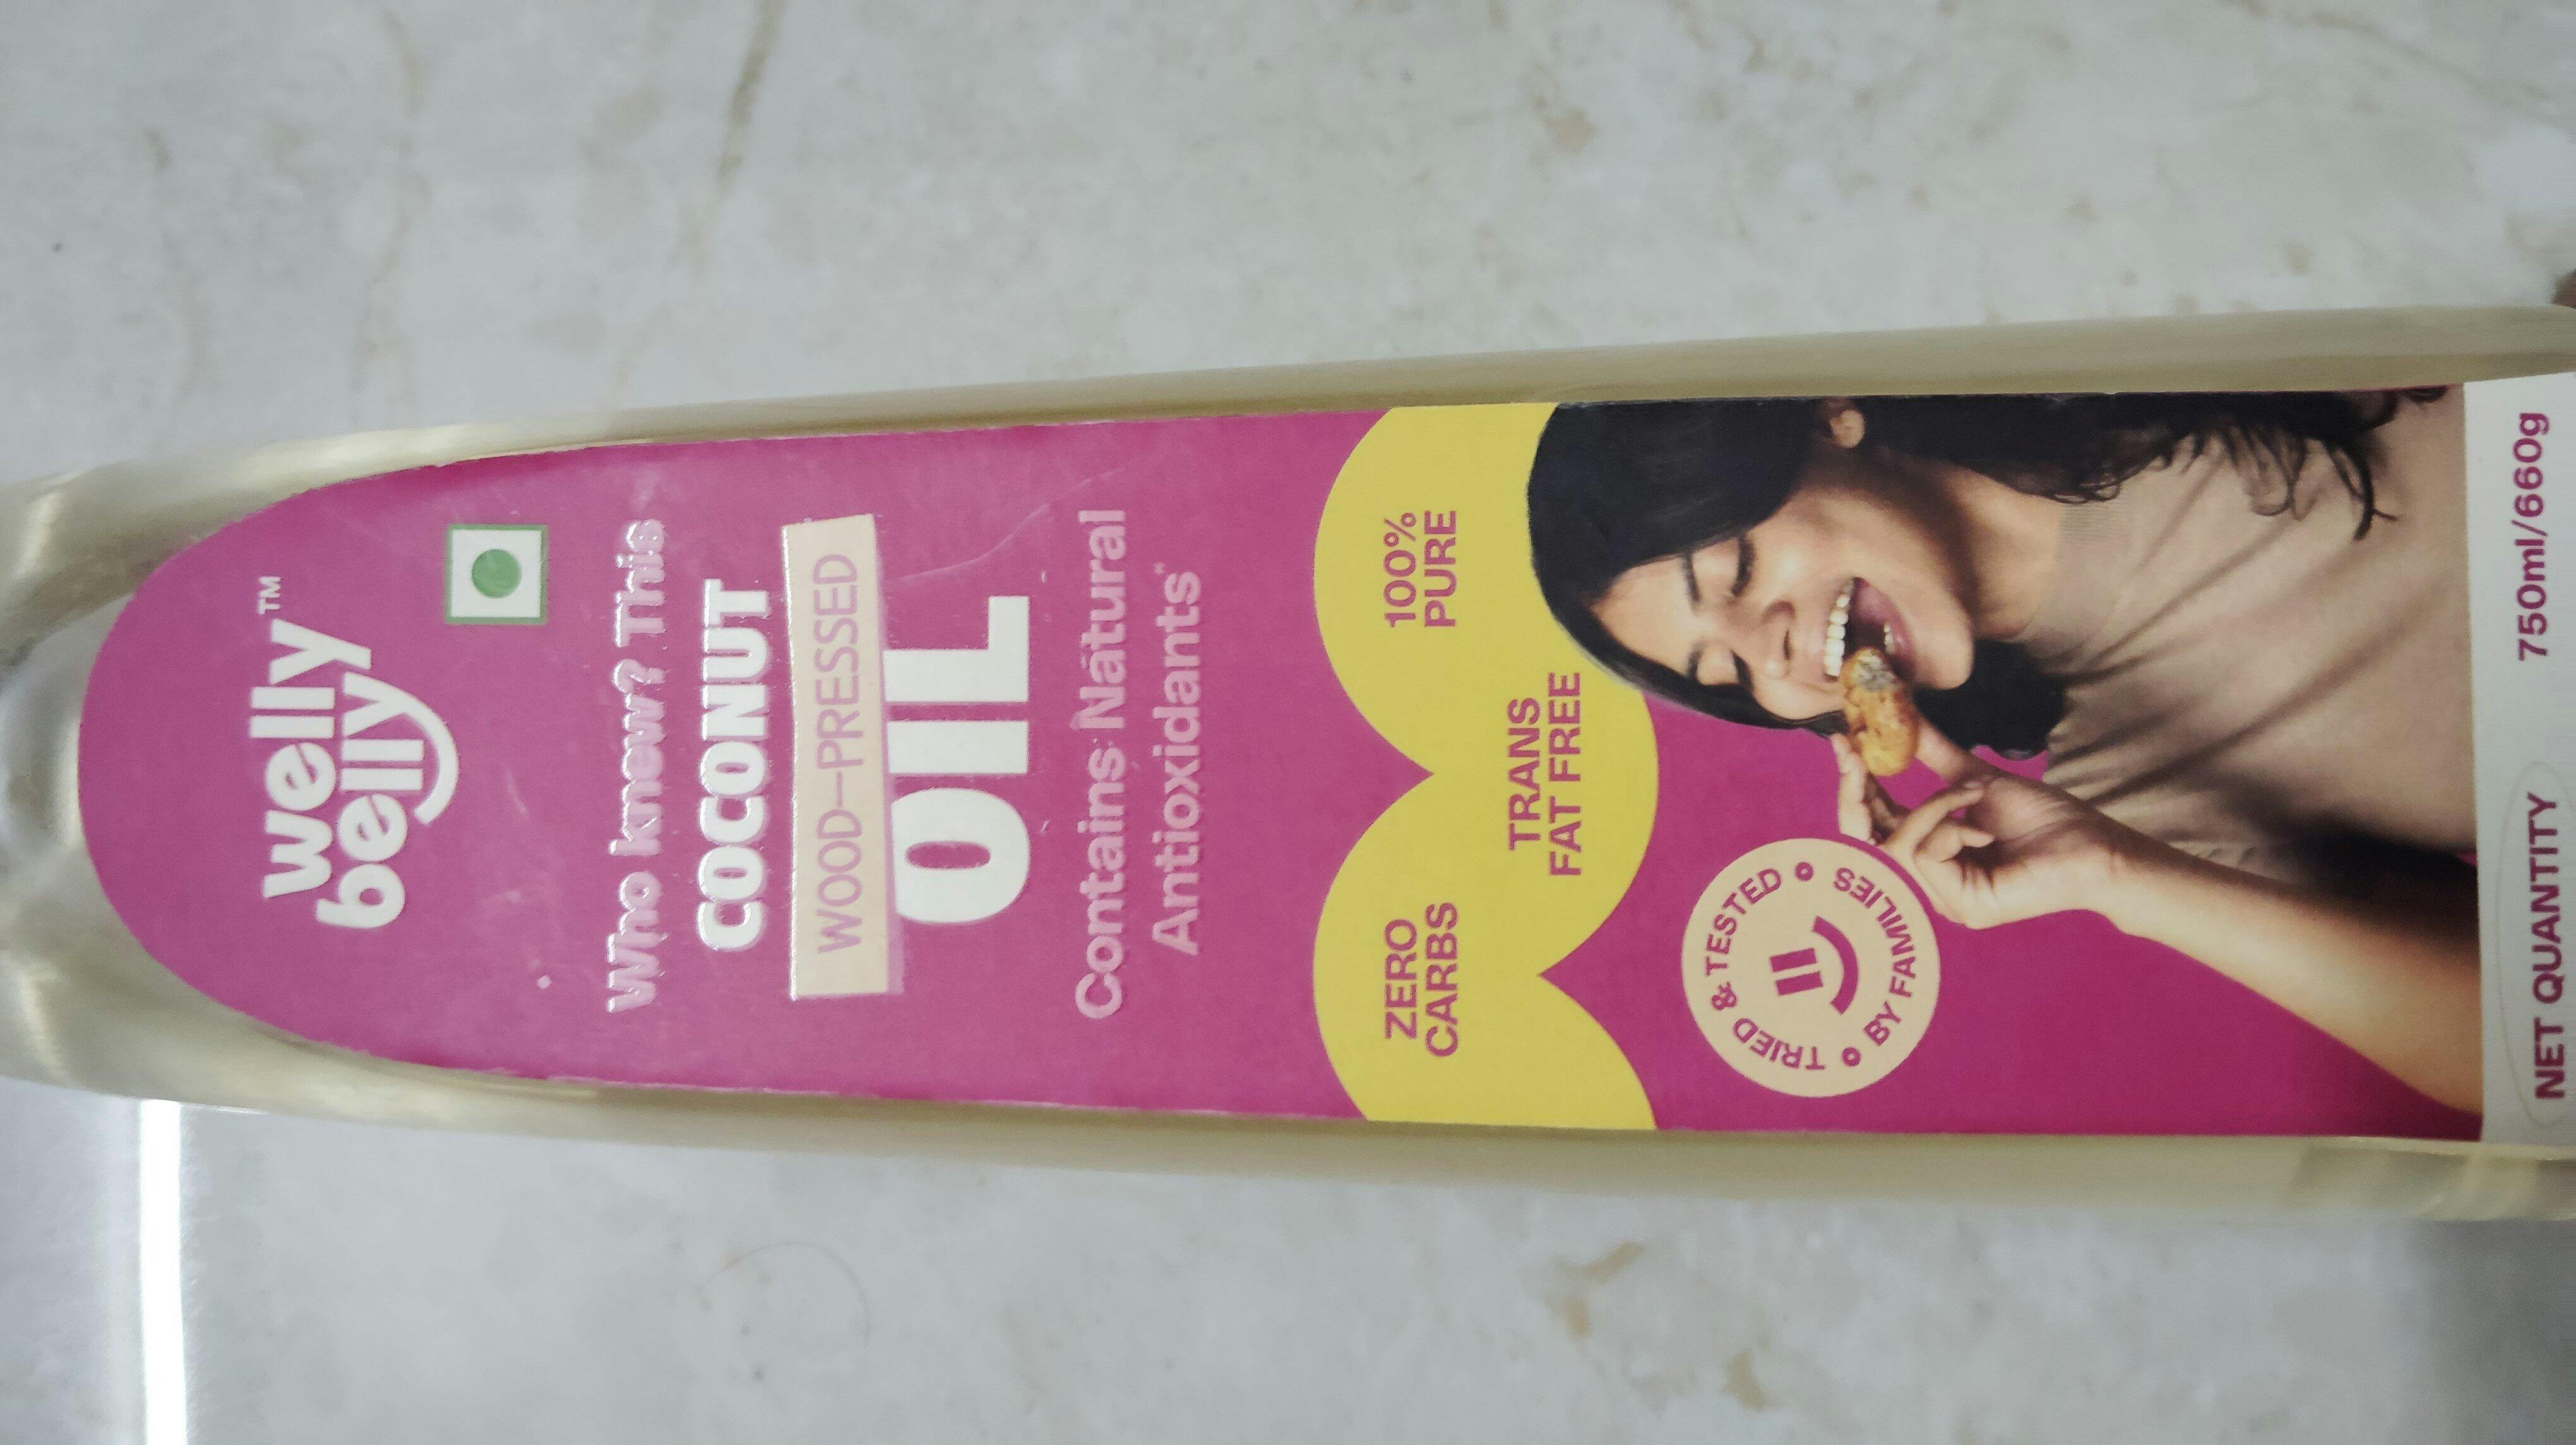 welly
belly™
Who knew? This
COCONUT
WOOD-PRESSED
OIL
Contains Natural
Antioxidants*
ZERO
CARBS
100%
PURE
TRANS
FAT FREE
TRIED & TESTED
BY FAMILIES
NET QUANTITY 750ml/660g